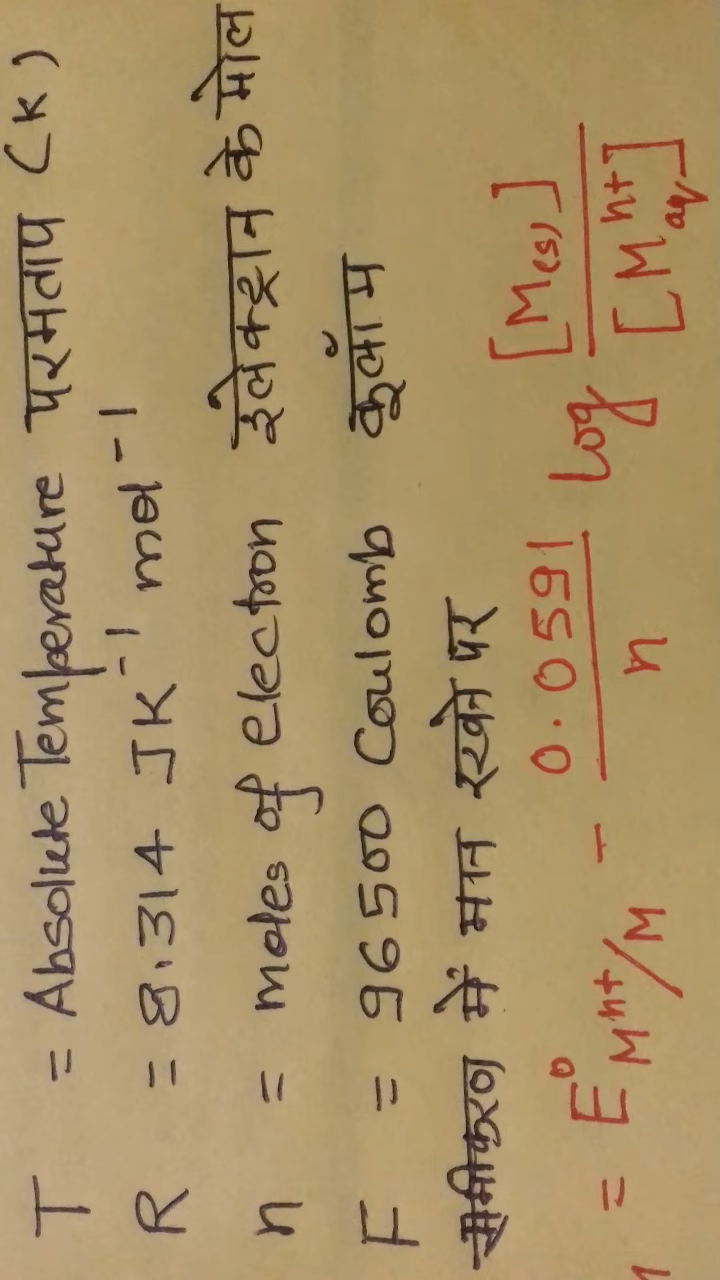 T = Absolute Temperature परमताप (K)
R = 8.314 JK⁻¹ mol⁻¹
n = moles of electron इलेक्ट्रान के मोल
F = 96500 Coulomb कूलॉम
समीकरण में मान रखने पर
= E⁰ Mⁿ⁺/M - 0.0591/n log [M(s)]/[Mⁿ⁺aq]